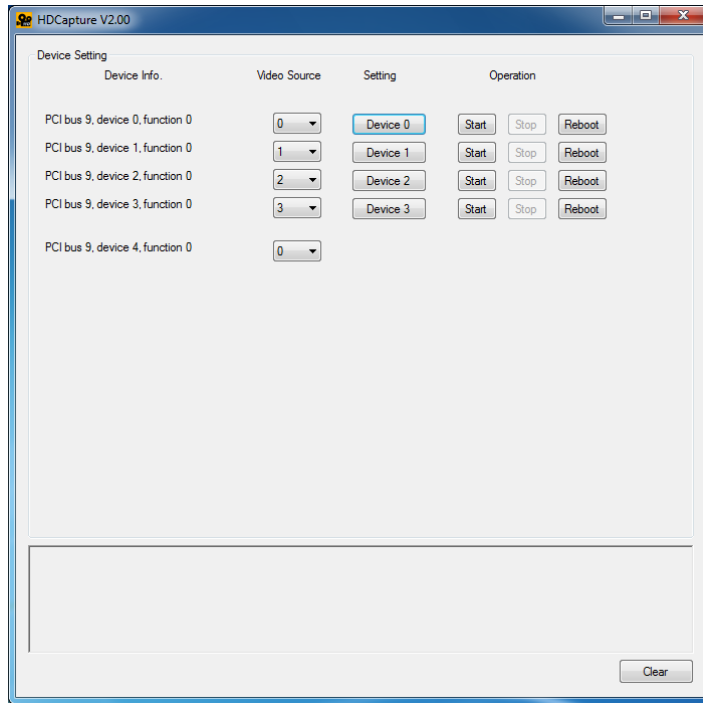 HDCapture V2.00
Device Setting
Device Info. Video Source Setting Operation
PCI bus 9, device 0, function 0 0 Device 0 Start Stop Reboot
PCI bus 9, device 1, function 0 1 Device 1 Start Stop Reboot
PCI bus 9, device 2, function 0 2 Device 2 Start Stop Reboot
PCI bus 9, device 3, function 0 3 Device 3 Start Stop Reboot
PCI bus 9, device 4, function 0 0
Clear